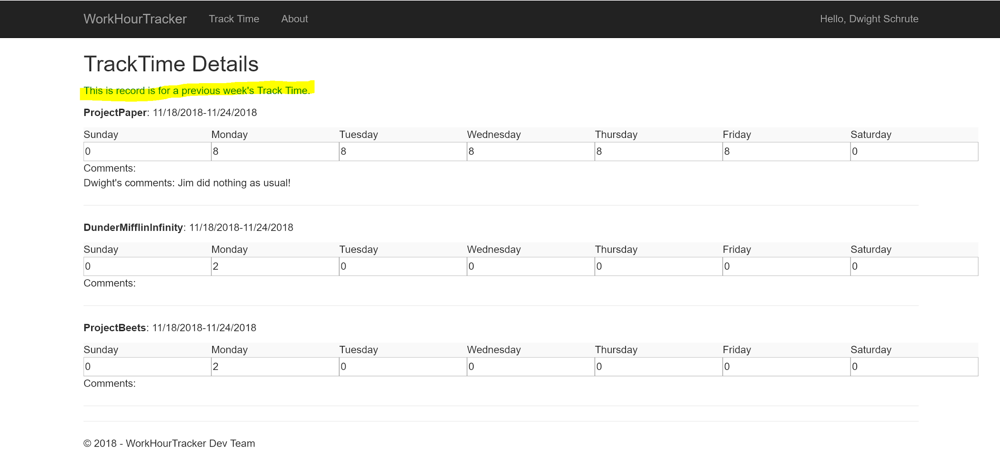 WorkHourTracker Track Time About Hello, Dwight Schrute
TrackTime Details
This is record is for a previous week's Track Time.
ProjectPaper: 11/18/2018-11/24/2018
Sunday Monday Tuesday Wednesday Thursday Friday Saturday
0 8 8 8 8 8 0
Comments:
Dwight's comments: Jim did nothing as usual!
DunderMifflinInfinity: 11/18/2018-11/24/2018
Sunday Monday Tuesday Wednesday Thursday Friday Saturday
0 2 0 0 0 0 0
Comments:
ProjectBeets: 11/18/2018-11/24/2018
Sunday Monday Tuesday Wednesday Thursday Friday Saturday
0 2 0 0 0 0 0
Comments:
© 2018 - WorkHourTracker Dev Team